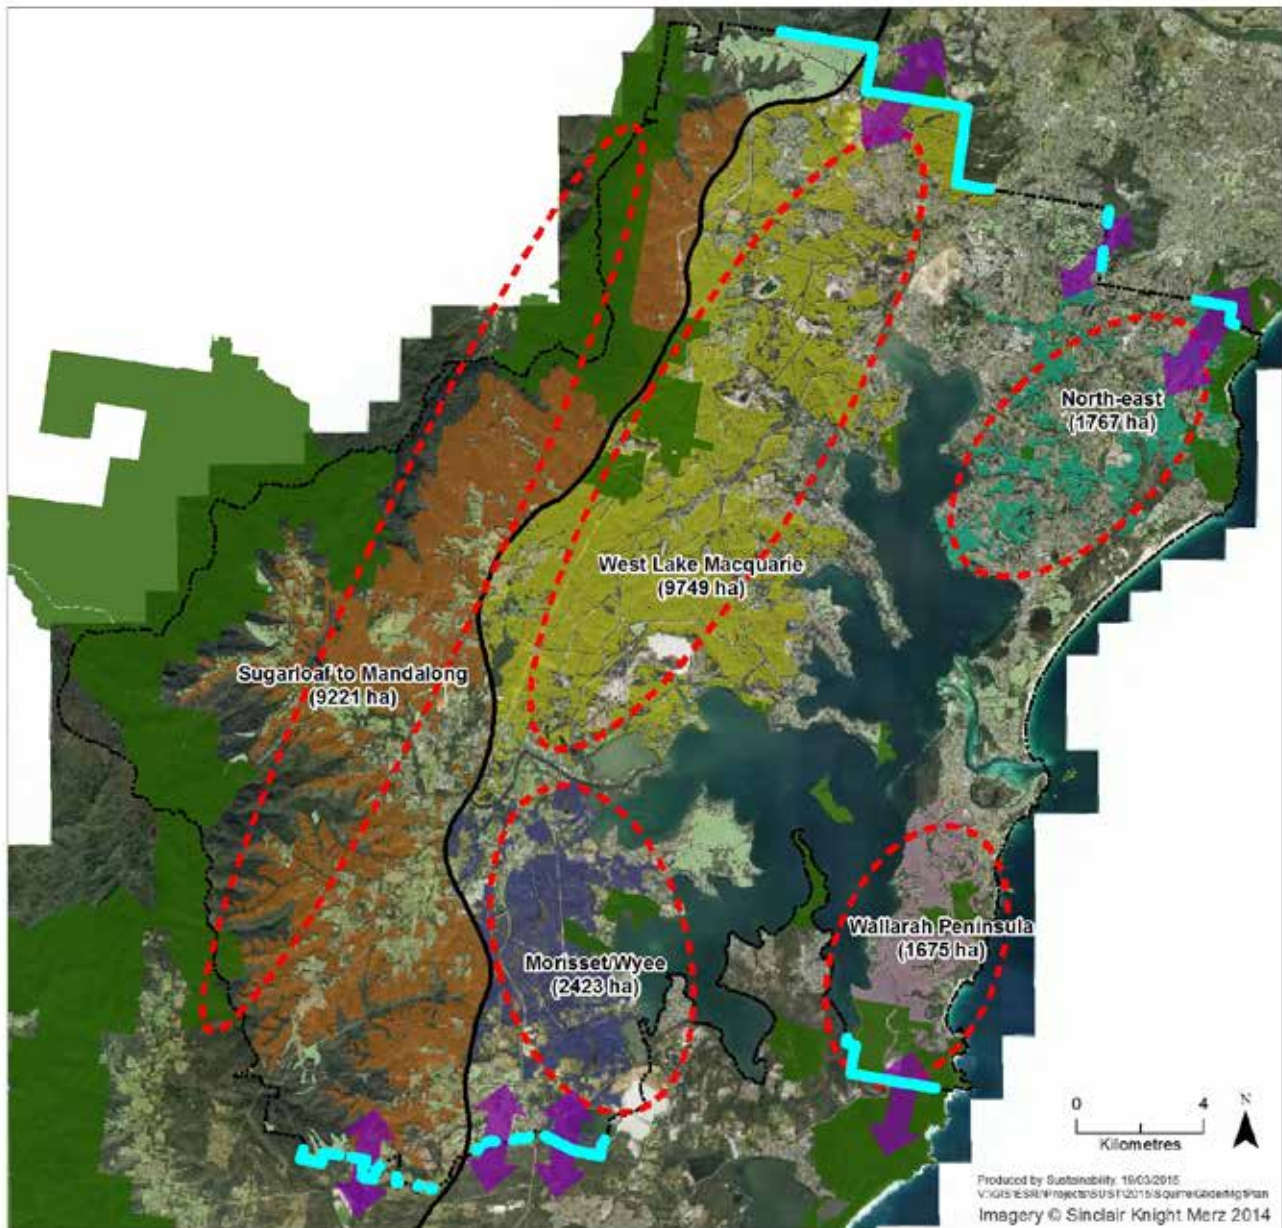 North-east
(1767 ha)
West Lake Macquarie
(9749 ha)
Sugarloaf to Mandalong
(9221 ha)
Wallarah Peninsula
(1675 ha)
Morisset/Wyee
(2423 ha)
0 4
Kilometres
N
Produced by Sustainability 19/03/2015
Imagery © Sinclair Knight Merz 2014